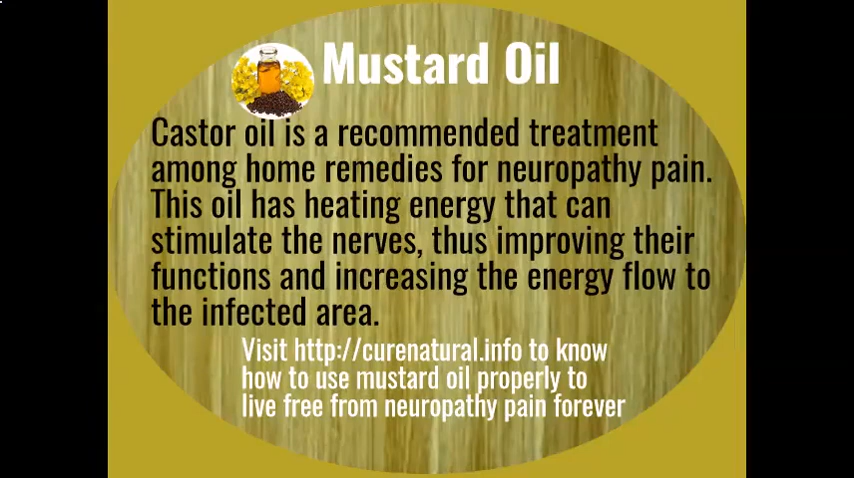 Mustard Oil
Castor oil is a recommended treatment
among home remedies for neuropathy pain.
This oil has heating energy that can
stimulate the nerves, thus improving their
functions and increasing the energy flow to
the infected area.
Visit http://curenatural.info to know
how to use mustard oil properly to
live free from neuropathy pain forever